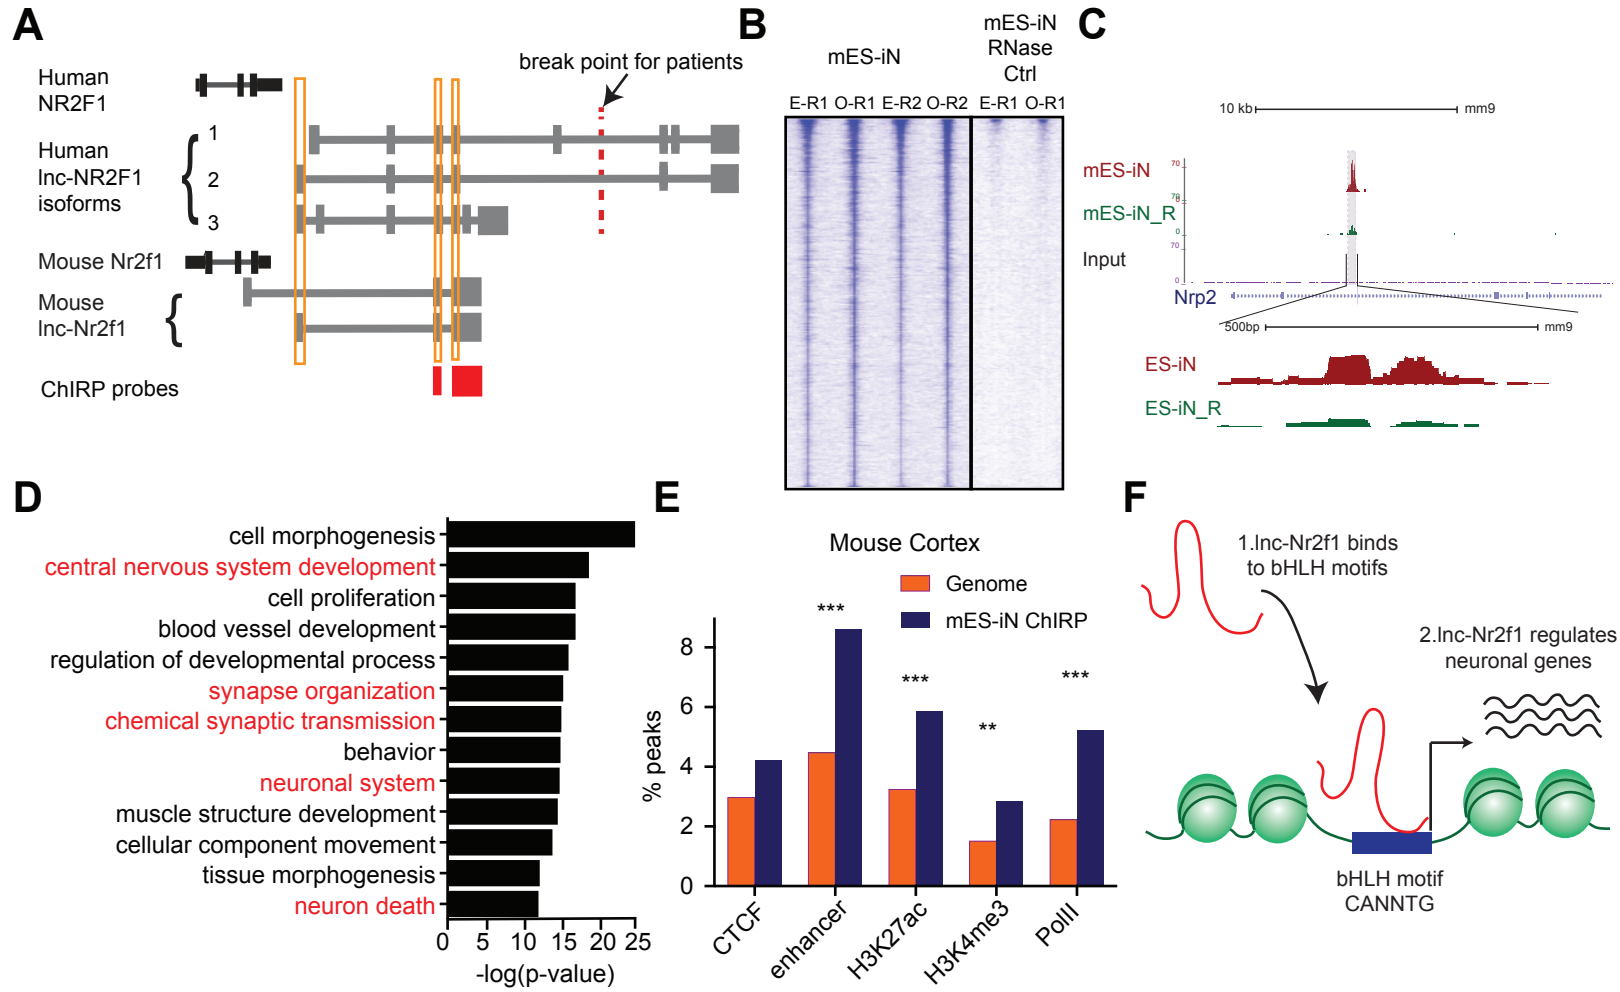 A
Human
NR2F1
Human
lnc-NR2F1
isoforms
1
2
3
break point for patients
Mouse Nr2f1
Mouse
lnc-Nr2f1
ChIRP probes
B
mES-iN
mES-iN
RNase
Ctrl
E-R1 O-R1 E-R2 O-R2 E-R1 O-R1
C
10 kb mm9
mES-iN
70
mES-iN_R
70
0
Input
70
0
Nrp2
500bp mm9
ES-iN
ES-iN_R
D
cell morphogenesis
central nervous system development
cell proliferation
blood vessel development
regulation of developmental process
synapse organization
chemical synaptic transmission
behavior
neuronal system
muscle structure development
cellular component movement
tissue morphogenesis
neuron death
0 5 10 15 20 25
-log(p-value)
E
Mouse Cortex
Genome
mES-iN ChIRP
% peaks
8
6
4
2
0
***
***
**
***
CTCF
enhancer
H3K27ac
H3K4me3
PolII
F
1.lnc-Nr2f1 binds
to bHLH motifs
2.lnc-Nr2f1 regulates
neuronal genes
bHLH motif
CANNTG